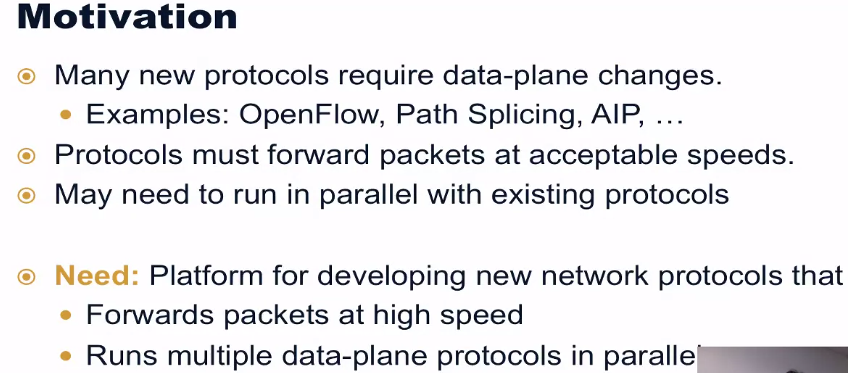 Motivation
Many new protocols require data-plane changes.
Examples: OpenFlow, Path Splicing, AIP, …
Protocols must forward packets at acceptable speeds.
May need to run in parallel with existing protocols
Need: Platform for developing new network protocols that
Forwards packets at high speed
Runs multiple data-plane protocols in parallel